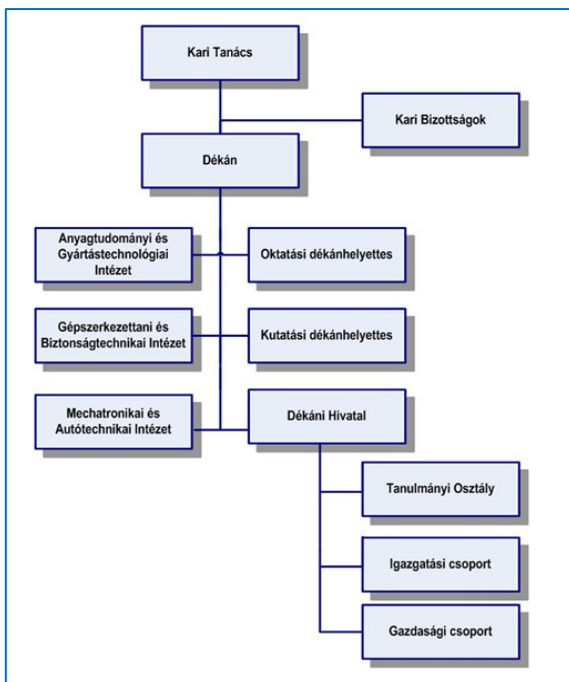 Kari Tanács
Kari Bizottságok
Dékán
Anyagtudományi és
Gyártástechnológiai
Intézet
Oktatási dékánhelyettes
Gépszerkezettani és
Biztonságtechnikai Intézet
Kutatási dékánhelyettes
Mechatronikai és
Autótechnikai Intézet
Dékáni Hivatal
Tanulmányi Osztály
Igazgatási csoport
Gazdasági csoport